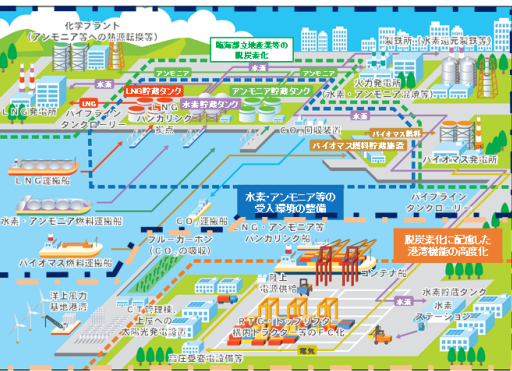 化学プラント
(アンモニア等への熱源転換等)
臨海部立地産業等の
脱炭素化
製鉄所(水素還元製鉄等)
水素
アンモニア
水素
アンモニア
水素
LNG発電所
LNG
パイプライン
タンクローリー
LNG貯蔵タンク
LNG
バンカリング
拠点
水素貯蔵タンク
アンモニア貯蔵タンク
火力発電所
(水素・アンモニア混焼等)
CO₂回収装置
バイオマス燃料
バイオマス燃料貯蔵施設
バイオマス発電所
LNG運搬船
水素・アンモニア等の
受入環境の整備
パイプライン
タンクローリー
水素・アンモニア燃料運搬船
CO₂運搬船
ブルーカーボン
(CO₂の吸収)
LNG・アンモニア等
バンカリング船
脱炭素化に配慮した
港湾機能の高度化
バイオマス燃料運搬船
コンテナ船
陸上
電源供給
洋上風力
基地港湾
CT管理棟、
上屋への
太陽光発電設置
水素
水素貯蔵タンク
水素
ステーション
RTG・トップリフター
構内トラクター等のFC化
電気
高圧受変電設備等